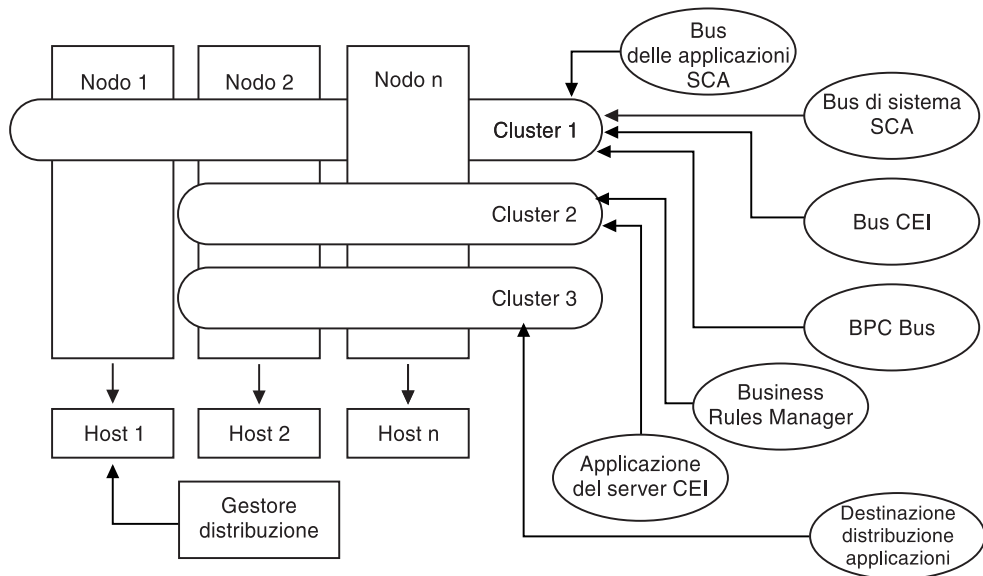 Nodo 1
Nodo 2
Nodo n
Bus
delle applicazioni
SCA
Cluster 1
Bus di sistema
SCA
Cluster 2
Bus CEI
Cluster 3
BPC Bus
Business
Rules Manager
Host 1
Host 2
Host n
Applicazione
del server CEI
Gestore
distribuzione
Destinazione
distribuzione
applicazioni